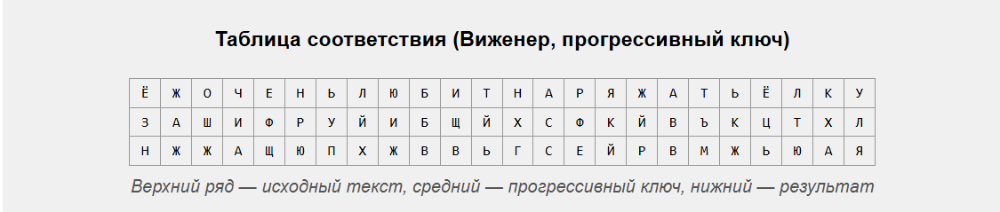 Таблица соответствия (Виженер, прогрессивный ключ)
Ё Ж О Ч Е Н Ь Л Ю Б И Т Н А Р Я Ж А Т Ь Ё Л К У
З А Ш И Ф Р У Й И Б Щ Й Х С Ф К Й В Ъ К Ц Т Х Л
Н Ж Ж А Щ Ю П Х Ж В В Ь Г С Е Й Р В М Ж Ь Ю А Я
Верхний ряд — исходный текст, средний — прогрессивный ключ, нижний — результат